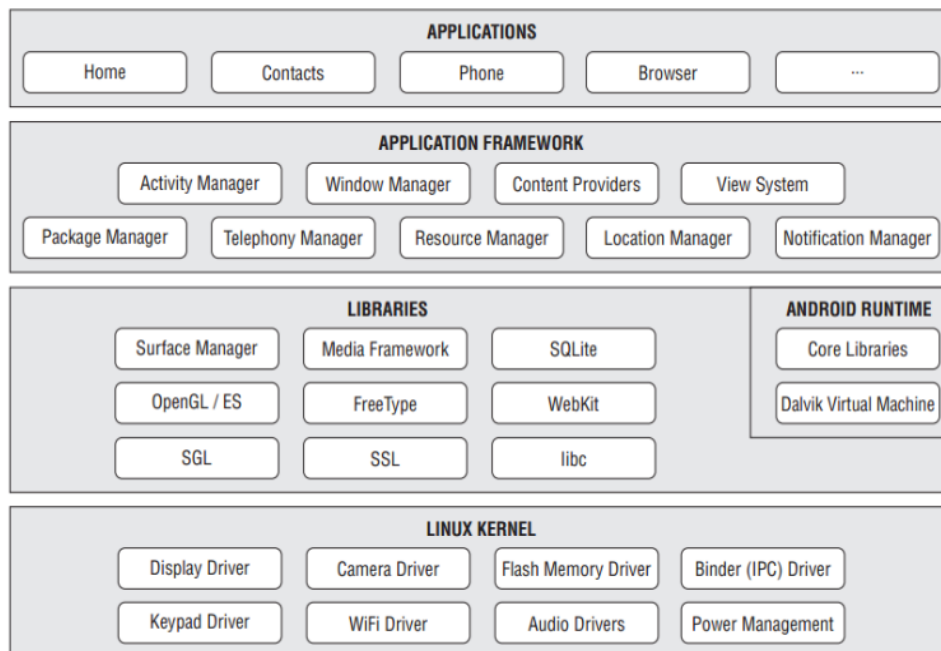 APPLICATIONS
Home Contacts Phone Browser ...
APPLICATION FRAMEWORK
Activity Manager Window Manager Content Providers View System
Package Manager Telephony Manager Resource Manager Location Manager Notification Manager
LIBRARIES
Surface Manager Media Framework SQLite
OpenGL / ES FreeType WebKit
SGL SSL libc
ANDROID RUNTIME
Core Libraries
Dalvik Virtual Machine
LINUX KERNEL
Display Driver Camera Driver Flash Memory Driver Binder (IPC) Driver
Keypad Driver WiFi Driver Audio Drivers Power Management